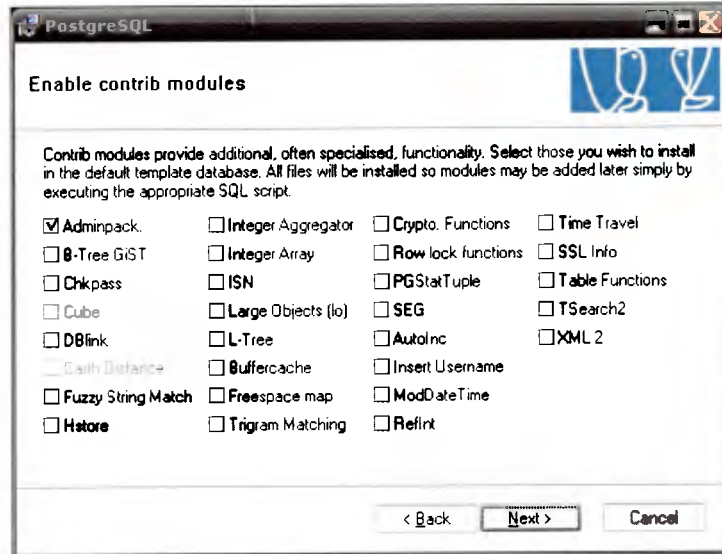 PostgreSQL
Enable contrib modules
Contrib modules provide additional, often specialised, functionality. Select those you wish to install
in the default template database. All files will be installed so modules may be added later simply by
executing the appropriate SQL script.
Adminpack.
B-Tree GiST
Chkpass
Cube
DBlink
Earth Distance
Fuzzy String Match
Hstore
Integer Aggregator
Integer Array
ISN
Large Objects (lo)
L-Tree
Buffercache
Freespace map
Trigram Matching
Crypto. Functions
Row lock functions
PGStatTuple
SEG
AutoInc
Insert Username
ModDateTime
RefInt
Time Travel
SSL Info
Table Functions
TSearch2
XML 2
< Back
Next >
Cancel